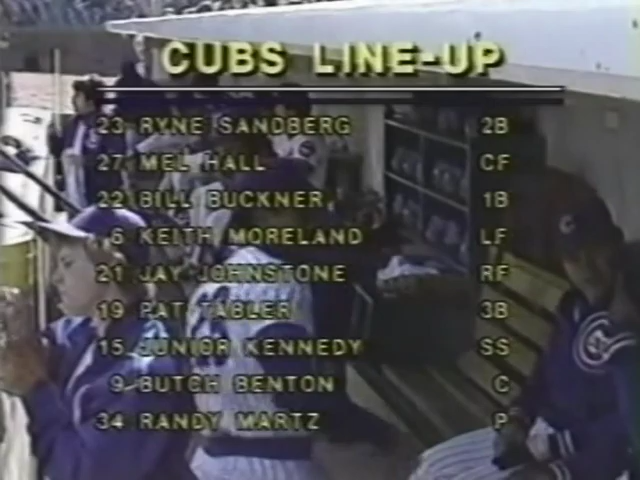 CUBS LINE-UP
23 RYNE SANDBERG 2B
27 MEL HALL CF
22 BILL BUCKNER 1B
6 KEITH MORELAND LF
21 JAY JOHNSTONE RF
19 PAT TABLER 3B
15 JUNIOR KENNEDY SS
9 BUTCH BENTON C
34 RANDY MARTZ P